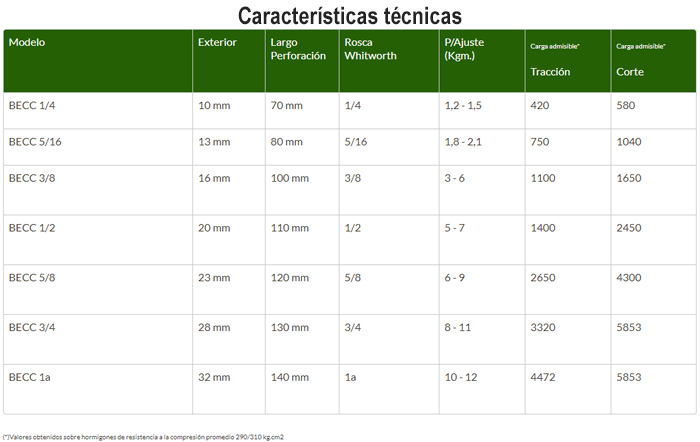 Características técnicas
Modelo Exterior Largo Perforación Rosca Whitworth P/Ajuste (Kgm.) Carga admisible* Tracción Carga admisible* Corte
BECC 1/4 10 mm 70 mm 1/4 1,2 - 1,5 420 580
BECC 5/16 13 mm 80 mm 5/16 1,8 - 2,1 750 1040
BECC 3/8 16 mm 100 mm 3/8 3 - 6 1100 1650
BECC 1/2 20 mm 110 mm 1/2 5 - 7 1400 2450
BECC 5/8 23 mm 120 mm 5/8 6 - 9 2650 4300
BECC 3/4 28 mm 130 mm 3/4 8 - 11 3320 5853
BECC 1a 32 mm 140 mm 1a 10 - 12 4472 5853
(*)Valores obtenidos sobre hormigones de resistencia a la compresión promedio 290/310 kg.cm2